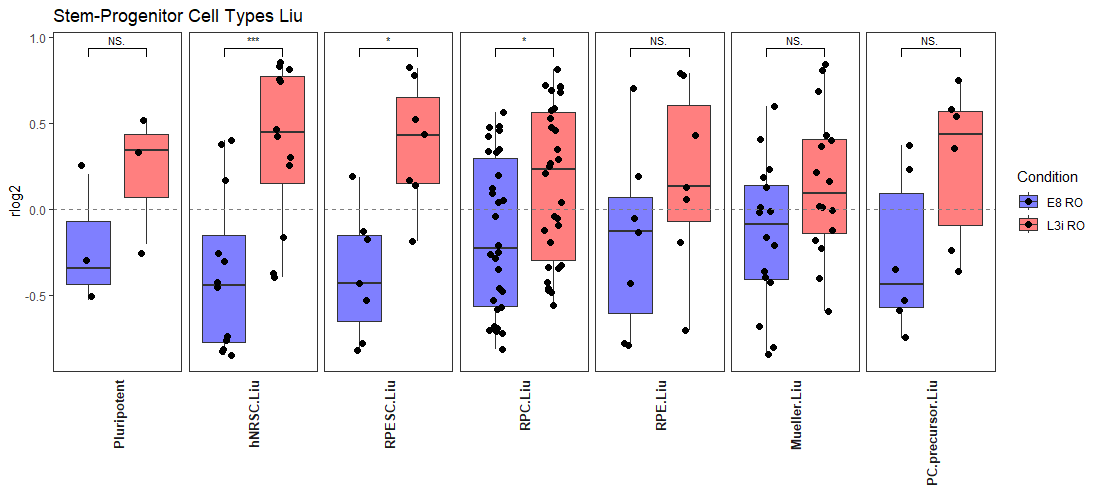 Stem-Progenitor Cell Types Liu
1.0
0.5
0.0
-0.5
rlog2
NS.
***
*
*
NS.
NS.
NS.
Pluripotent
hNRSC.Liu
RPESC.Liu
RPC.Liu
RPE.Liu
Mueller.Liu
PC.precursor.Liu
Condition
E8 RO
L3i RO